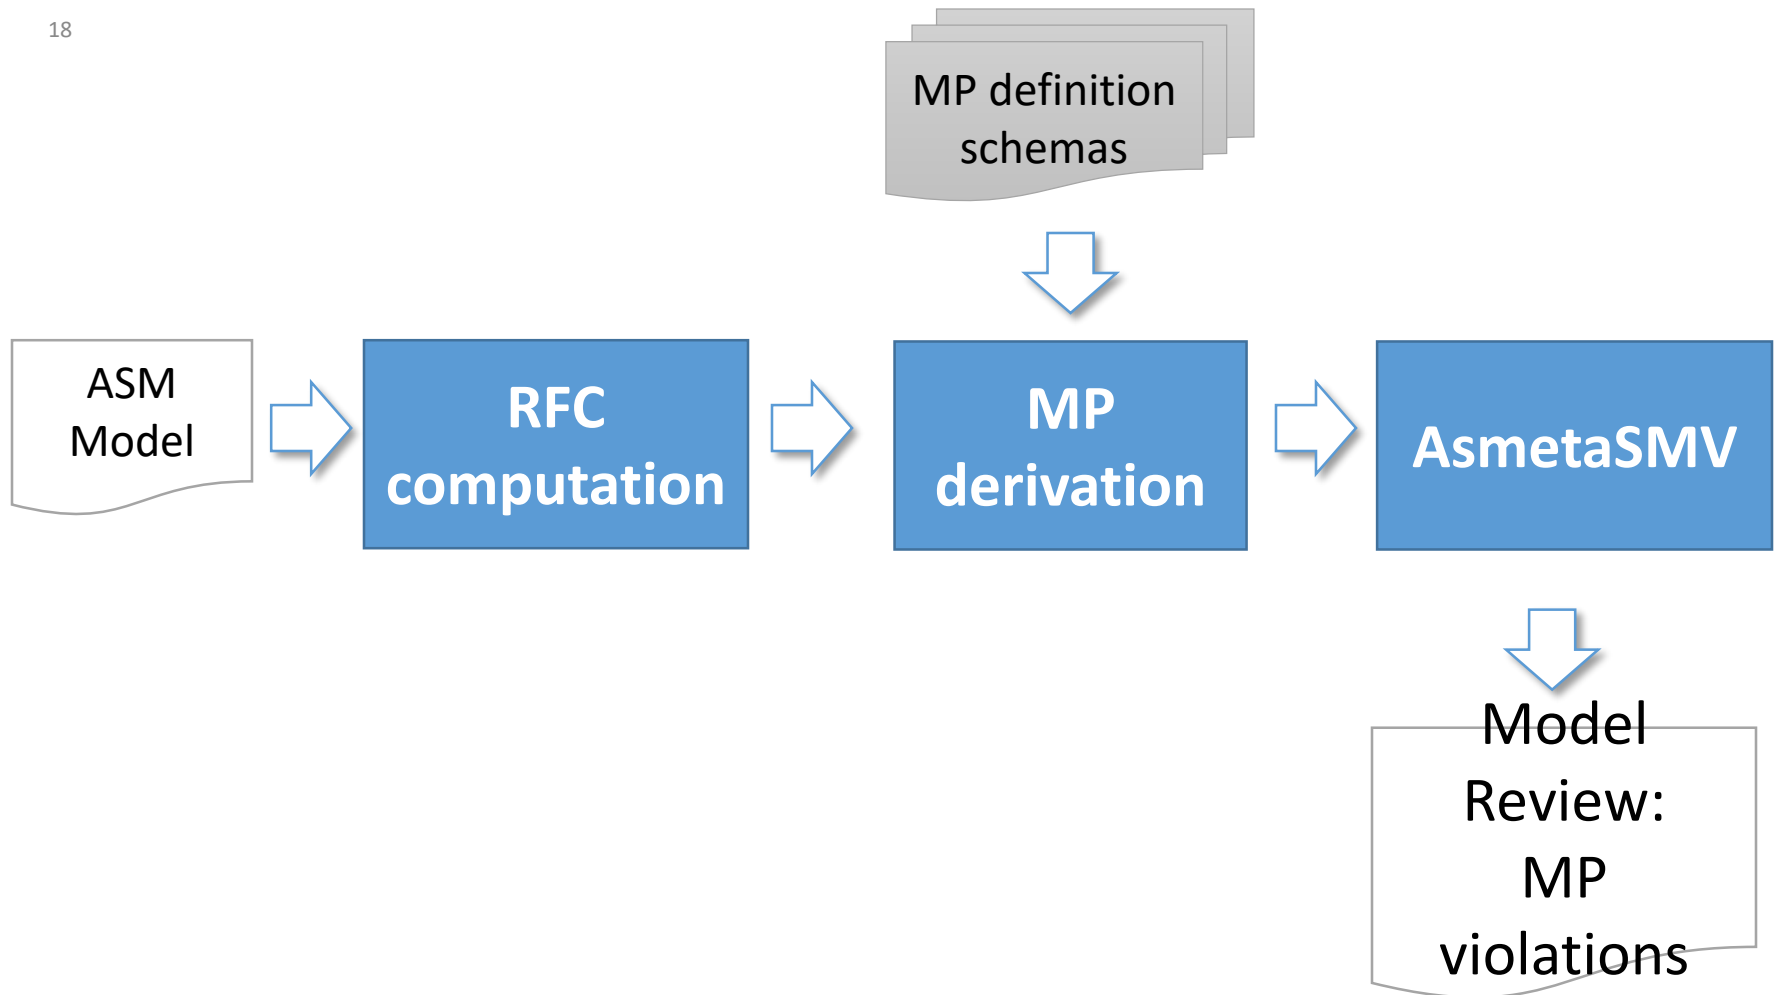 18
MP definition
schemas
ASM
Model
RFC
computation
MP
derivation
AsmetaSMV
Model
Review:
MP
violations